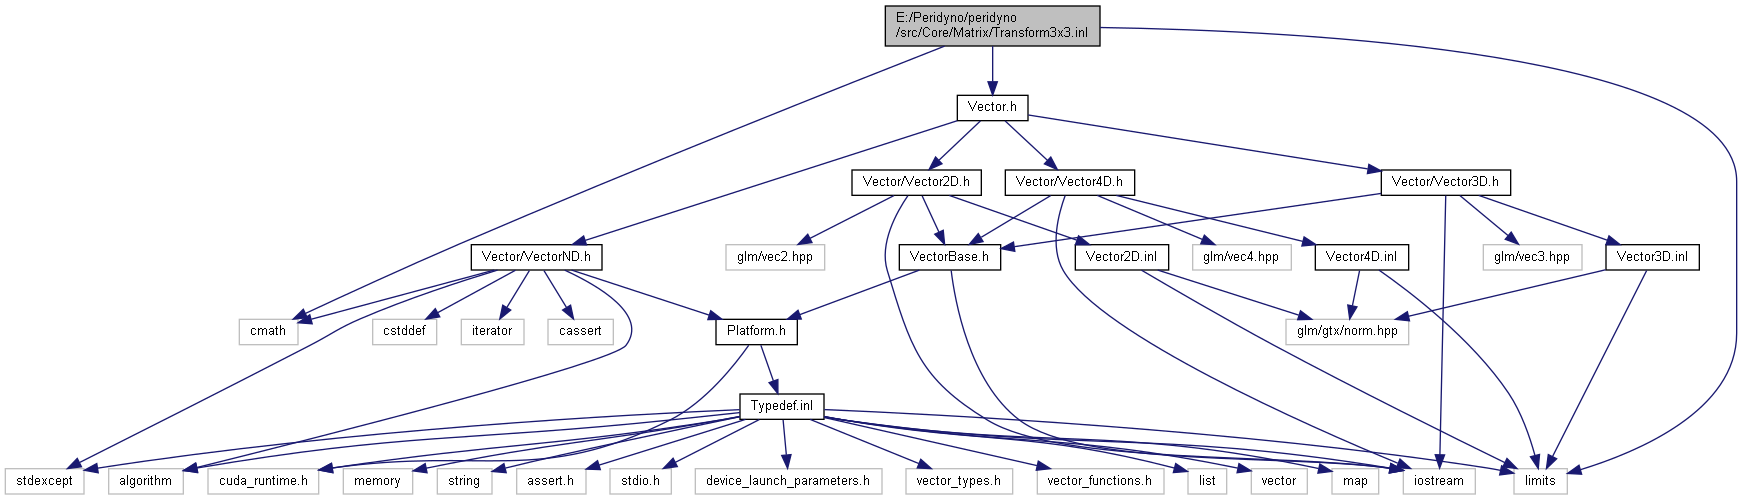 E:/Peridyno/peridyno
/src/Core/Matrix/Transform3x3.inl
Vector.h
Vector/Vector2D.h
Vector/Vector4D.h
Vector/Vector3D.h
Vector/VectorND.h
glm/vec2.hpp
VectorBase.h
Vector2D.inl
glm/vec4.hpp
Vector4D.inl
glm/vec3.hpp
Vector3D.inl
cmath
cstddef
iterator
cassert
Platform.h
glm/gtx/norm.hpp
Typedef.inl
stdexcept
algorithm
cuda_runtime.h
memory
string
assert.h
stdio.h
device_launch_parameters.h
vector_types.h
vector_functions.h
list
vector
map
iostream
limits